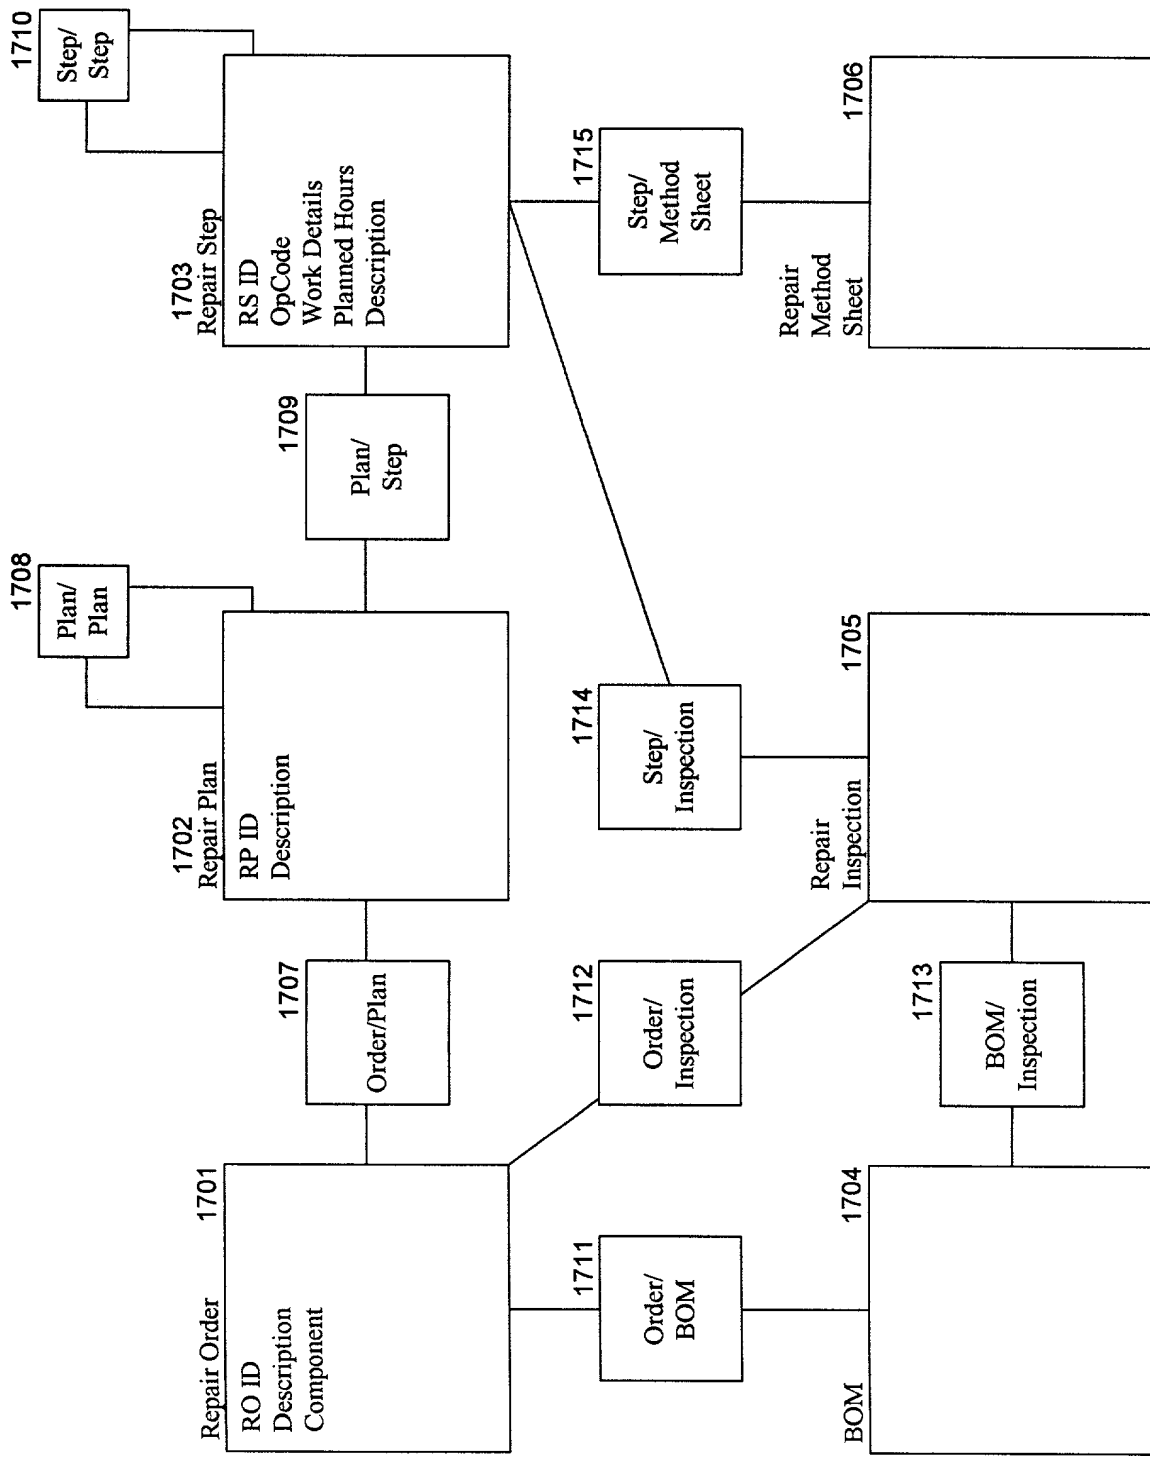 1708
Plan/
Plan
1710
Step/
Step
Repair Order
1701
RO ID
Description
Component
1707
Order/Plan
1702
Repair Plan
RP ID
Description
1709
Plan/
Step
1703
Repair Step
RS ID
OpCode
Work Details
Planned Hours
Description
1711
Order/
BOM
1712
Order/
Inspection
1714
Step/
Inspection
1715
Step/
Method
Sheet
BOM
1704
1713
BOM/
Inspection
Repair
Inspection
1705
Repair
Method
Sheet
1706